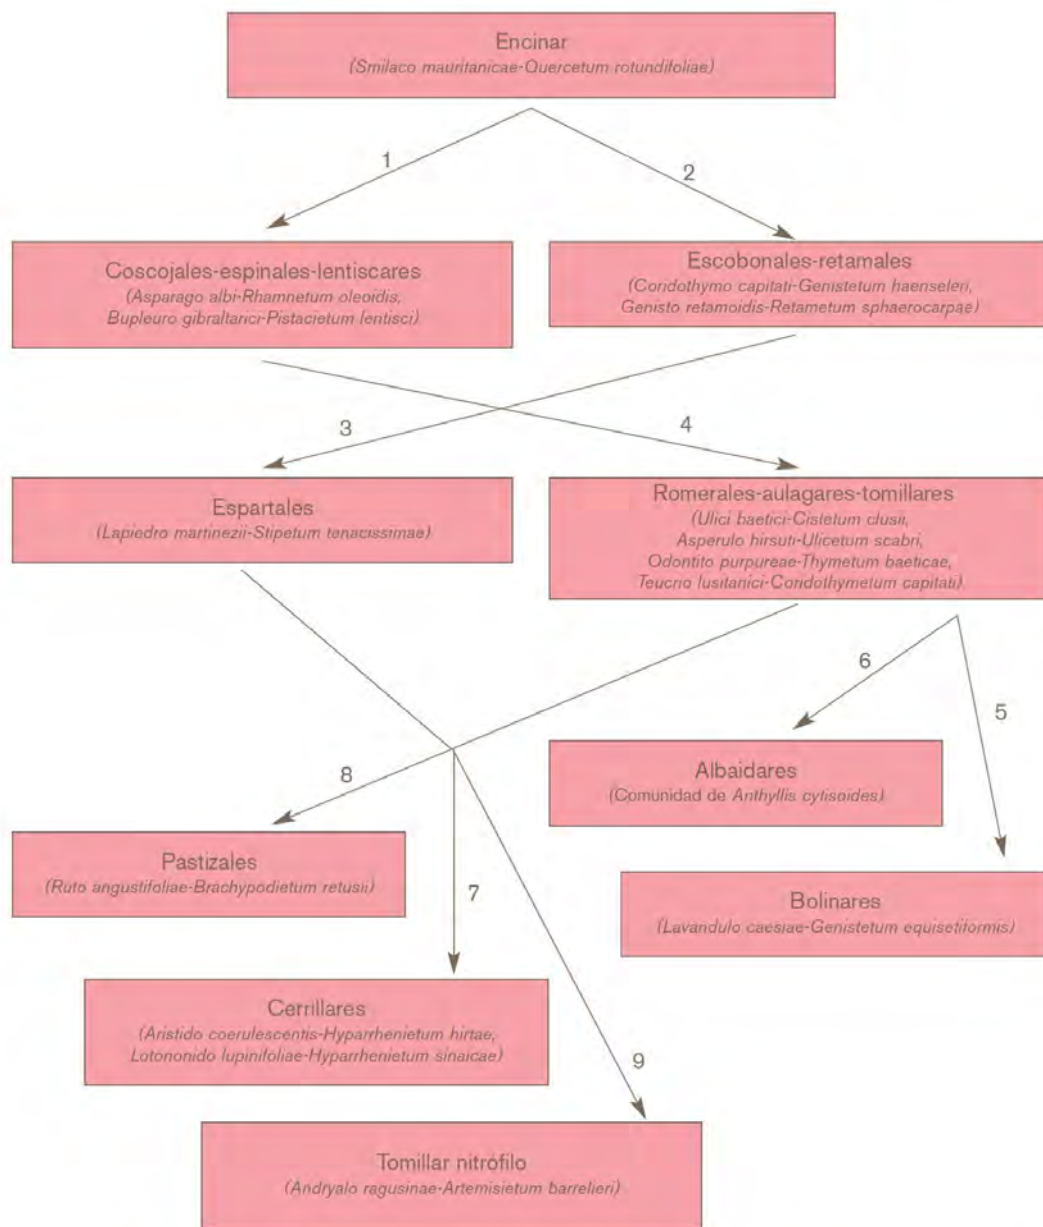 Encinar
(Smilaco mauritanicae-Quercetum rotundifoliae)
1
2
Coscojales-espinales-lentiscares
(Asparago albi-Rhamnetum oleoidis,
Bupleuro gibraltarici-Pistacietum lentisci)
Escobonales-retamales
(Coridothymo capitati-Genistetum haenseleri,
Genisto retamoidis-Retametum sphaerocarpae)
3
4
Espartales
(Lapiedro martinezii-Stipetum tenacissimae)
Romerales-aulagares-tomillares
(Ulici baetici-Cistetum clusii,
Asperulo hirsuti-Ulicetum scabri,
Odontito purpureae-Thymetum baeticae,
Teucrio lusitanici-Coridothymetum capitati)
6
5
Albaidares
(Comunidad de Anthyllis cytisoides)
8
Pastizales
(Ruto angustifoliae-Brachypodietum retusii)
7
Bolinares
(Lavandulo caesiae-Genistetum equisetiformis)
Cerrillares
(Aristido coerulescentis-Hyparrhenietum hirtae,
Lotononido lupinifoliae-Hyparrhenietum sinaicae)
9
Tomillar nitrófilo
(Andryalo ragusinae-Artemisietum barrelieri)